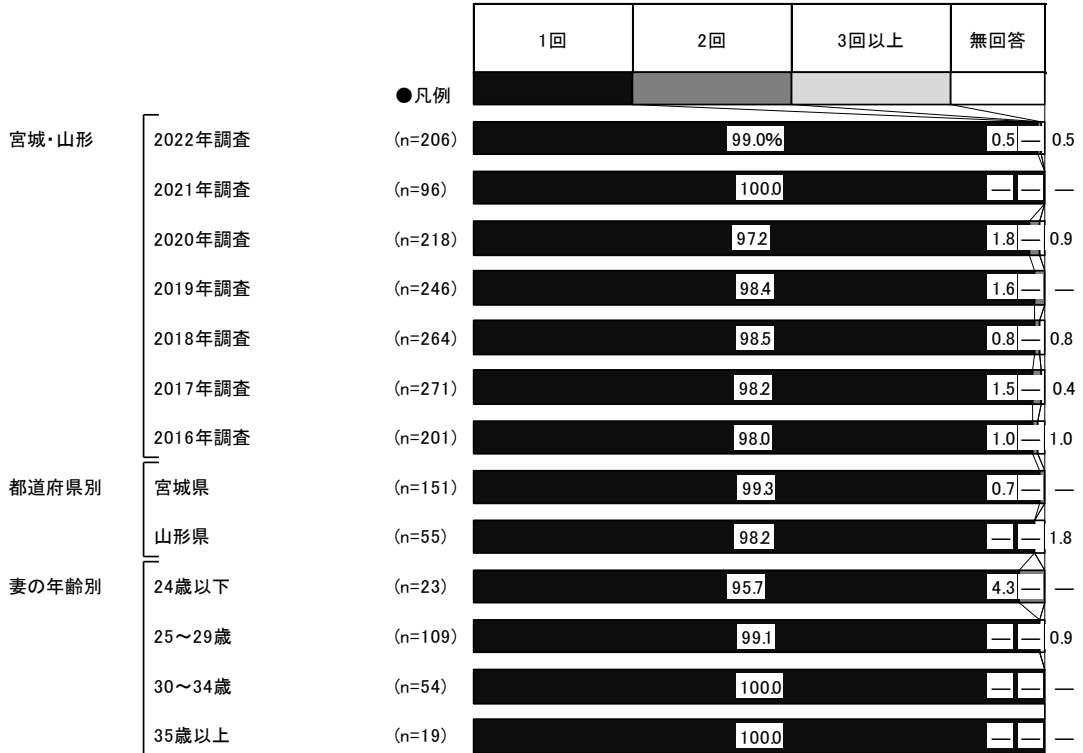 1回 2回 3回以上 無回答
●凡例
宮城・山形 2022年調査 (n=206) 99.0% 0.5 — 0.5
2021年調査 (n=96) 100.0 — — —
2020年調査 (n=218) 97.2 1.8 — 0.9
2019年調査 (n=246) 98.4 1.6 — —
2018年調査 (n=264) 98.5 0.8 — 0.8
2017年調査 (n=271) 98.2 1.5 — 0.4
2016年調査 (n=201) 98.0 1.0 — 1.0
都道府県別 宮城県 (n=151) 99.3 0.7 — —
山形県 (n=55) 98.2 — — 1.8
妻の年齢別 24歳以下 (n=23) 95.7 4.3 — —
25～29歳 (n=109) 99.1 — — 0.9
30～34歳 (n=54) 100.0 — — —
35歳以上 (n=19) 100.0 — — —